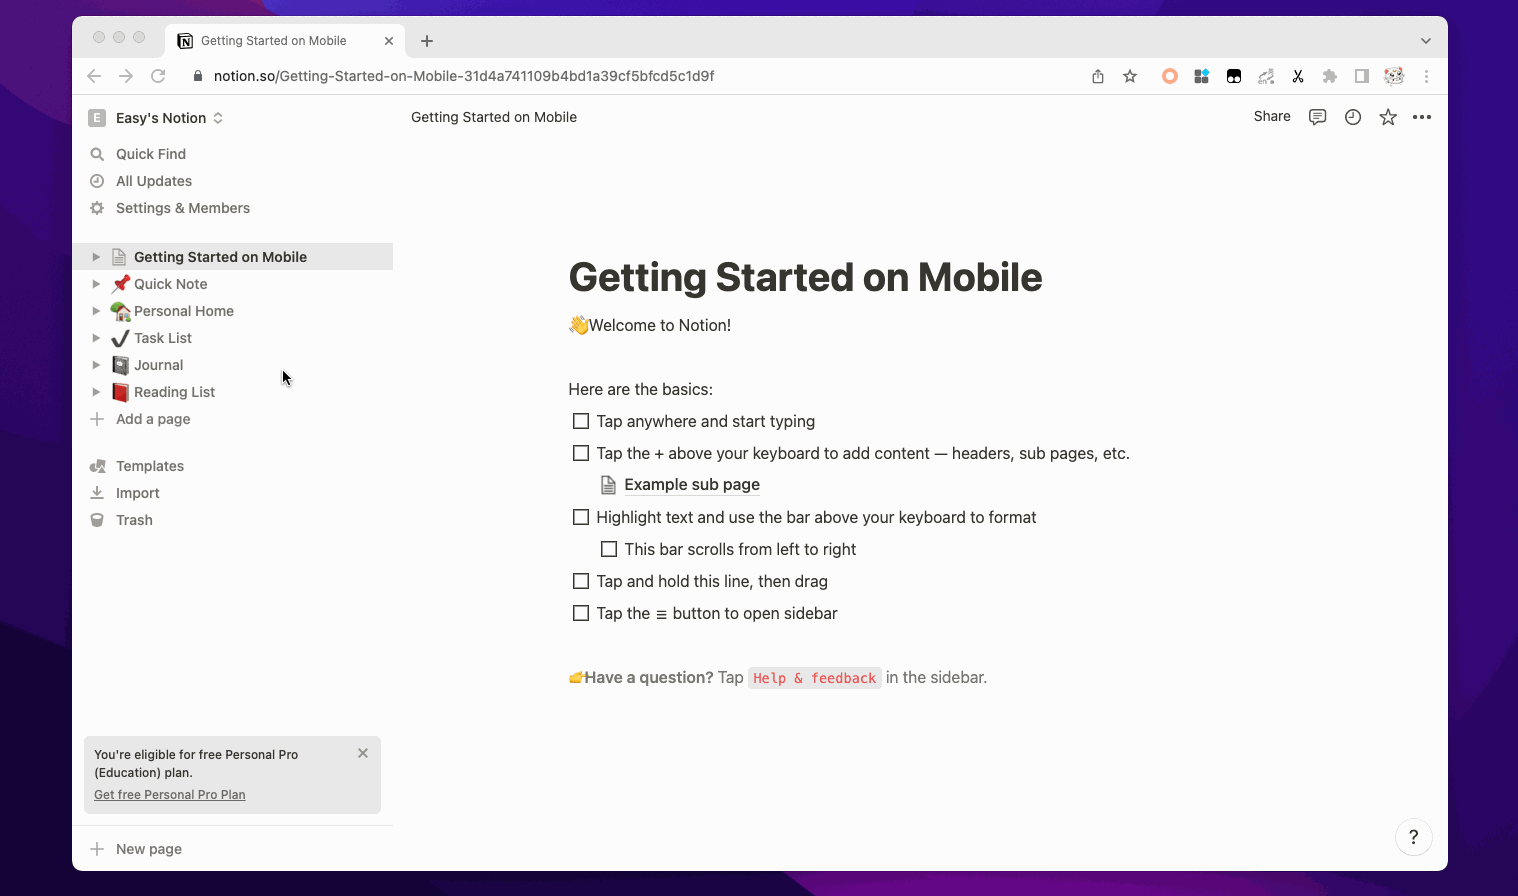 Getting Started on Mobile
notion.so/Getting-Started-on-Mobile-31d4a741109b4bd1a39cf5bfcd5c1d9f
E Easy's Notion
Getting Started on Mobile
Share
Quick Find
All Updates
Settings & Members
Getting Started on Mobile
Quick Note
Personal Home
Task List
Journal
Reading List
Add a page
Templates
Import
Trash
You're eligible for free Personal Pro
(Education) plan.
Get free Personal Pro Plan
New page
Getting Started on Mobile
👋Welcome to Notion!
Here are the basics:
Tap anywhere and start typing
Tap the + above your keyboard to add content — headers, sub pages, etc.
Example sub page
Highlight text and use the bar above your keyboard to format
This bar scrolls from left to right
Tap and hold this line, then drag
Tap the ≡ button to open sidebar
👉Have a question? Tap Help & feedback in the sidebar.
?